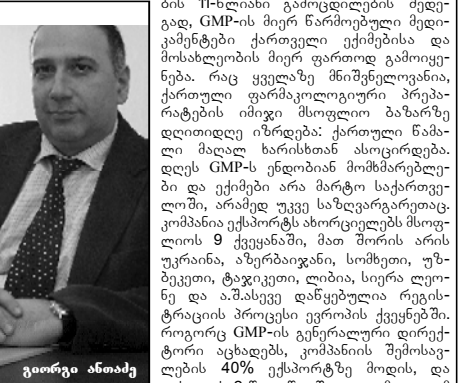 ბის 11-წლიანი გამოცდილების შედე-
გად, GMP-ის მიერ წარმოებული მედი-
კამენტები ქართველი ექიმებისა და
მოსახლეობის მიერ ფართოდ გამოიყე-
ნება. რაც ყველაზე მნიშვნელოვანია,
ქართული ფარმაკოლოგიური პრეპა-
რატების იმიჯი მსოფლიო ბაზარზე
დღითიდღე იზრდება: ქართული წამა-
ლი მაღალ ხარისხთან ასოცირდება.
დღეს GMP-ს ენდობიან მომხმარებლე-
ბი და ექიმები არა მარტო საქართვე-
ლოში, არამედ უკვე საზღვარგარეთაც.
კომპანია ექსპორტს ახორციელებს მსოფ-
ლიოს 9 ქვეყანაში, მათ შორის არის
უკრაინა, აზერბაიჯანი, სომხეთი, უზ-
ბეკეთი, ტაჯიკეთი, ლიბია, სიერა ლეო-
ნე და ა.შ.ასევე დაწყებულია რეგის-
ტრაციის პროცესი ევროპის ქვეყნებში.
როგორც GMP-ის გენერალური დირექ-
ტორი აცხადებს, კომპანიის შემოსავ-
ლების 40% ექსპორტზე მოდის, და
გიორგი ანთაძე